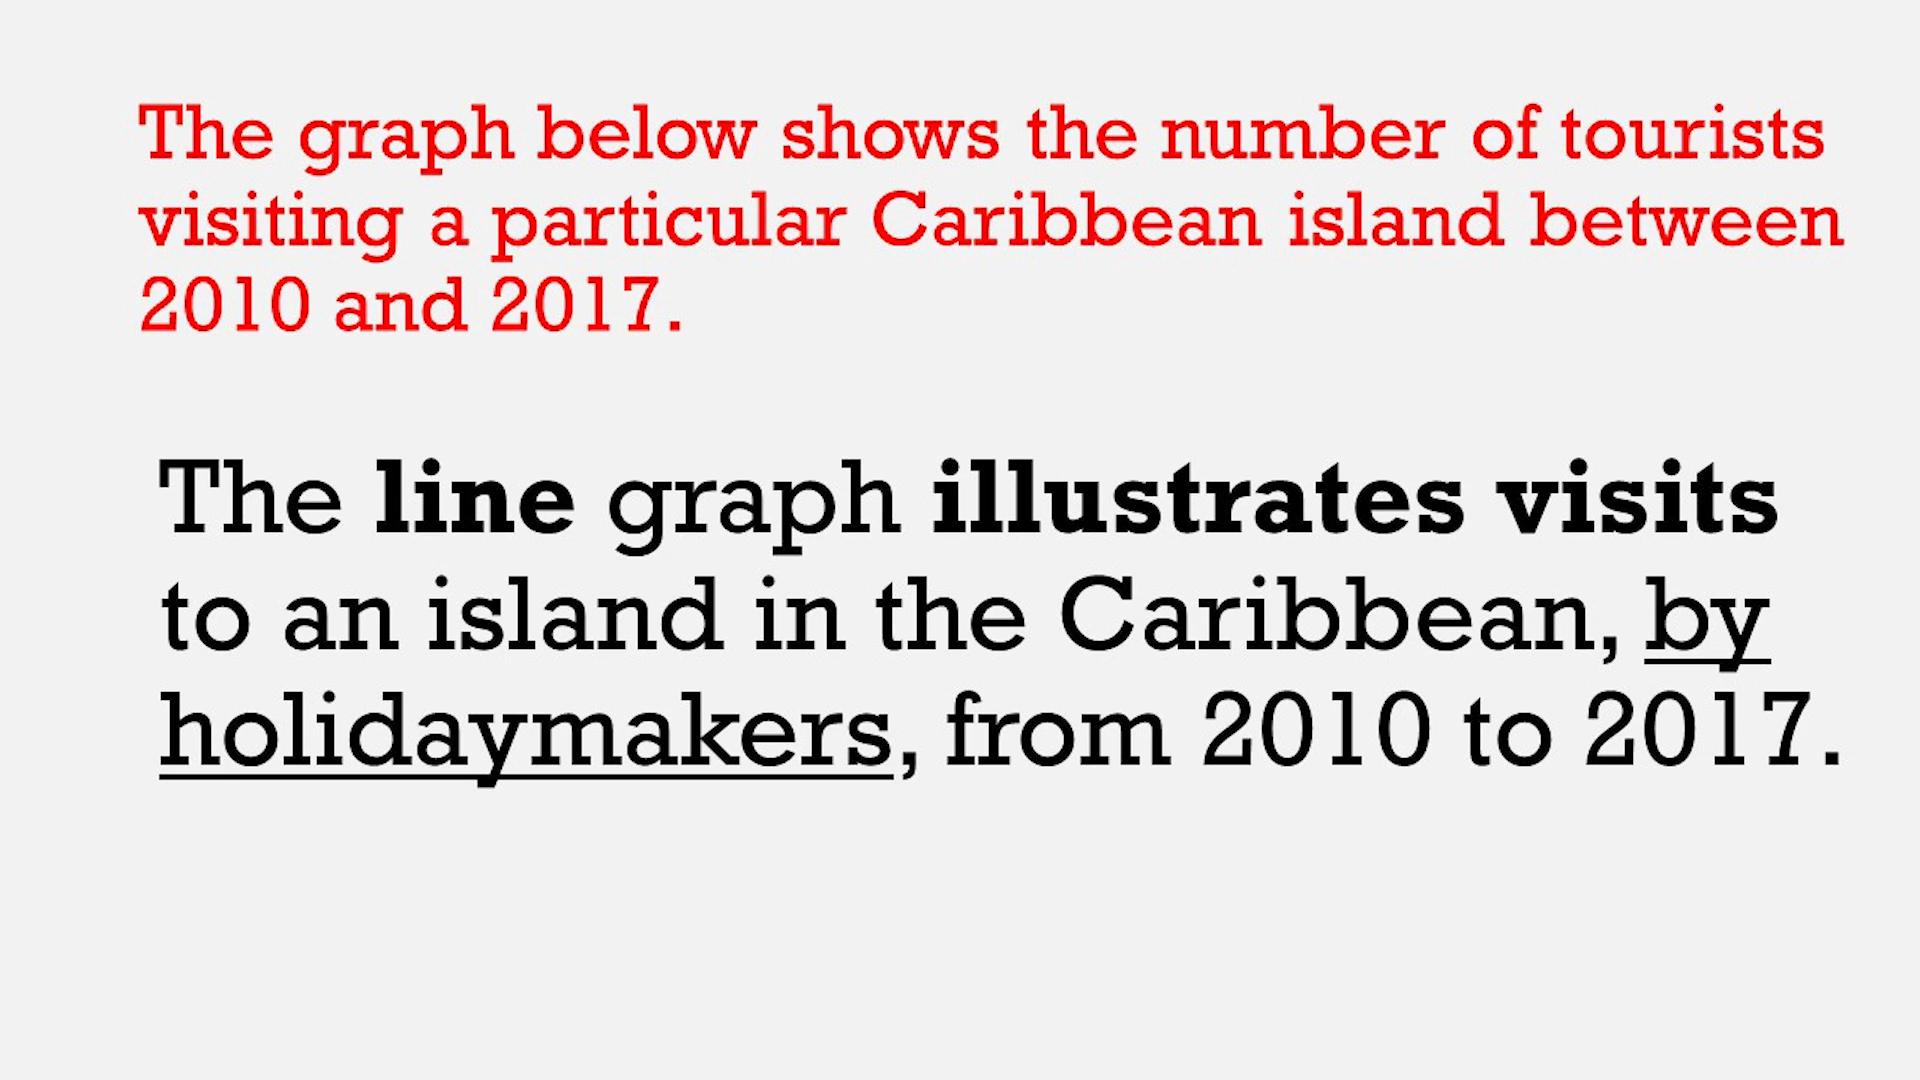 The graph below shows the number of tourists
visiting a particular Caribbean island between
2010 and 2017.
The line graph illustrates visits
to an island in the Caribbean, by
holidaymakers, from 2010 to 2017.